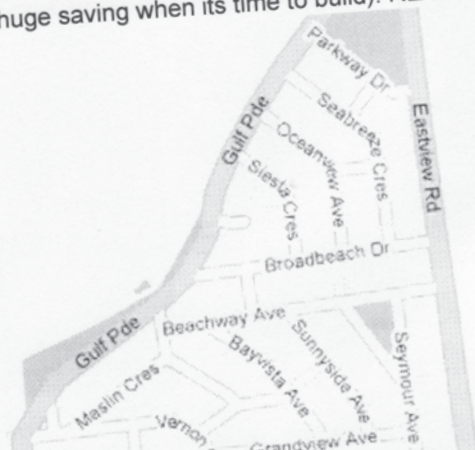 huge saving when its time to build).
Parkway Dr
Seabreeze Cres
Eastview Rd
Gulf Pde
Oceanview Ave
Siesta Cres
Broadbeach Dr
Beachway Ave
Gulf Pde
Sunnyside Ave
Bayvista Ave
Seymour Ave
Maslin Cres
Vernon
Grandview Ave